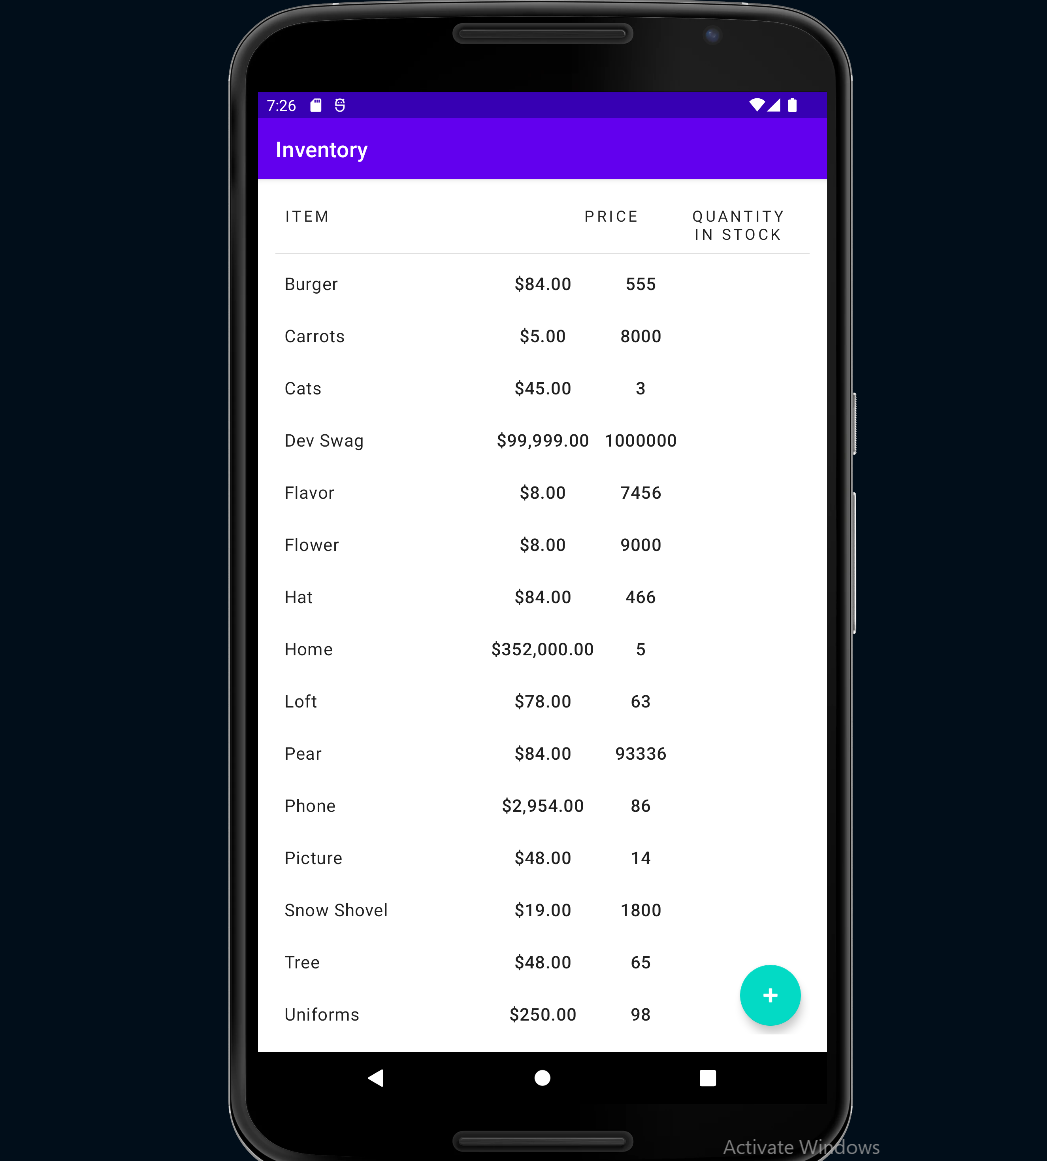 7:26
Inventory
ITEM PRICE QUANTITY
IN STOCK
Burger $84.00 555
Carrots $5.00 8000
Cats $45.00 3
Dev Swag $99,999.00 1000000
Flavor $8.00 7456
Flower $8.00 9000
Hat $84.00 466
Home $352,000.00 5
Loft $78.00 63
Pear $84.00 93336
Phone $2,954.00 86
Picture $48.00 14
Snow Shovel $19.00 1800
Tree $48.00 65
+
Uniforms $250.00 98
Activate Windows